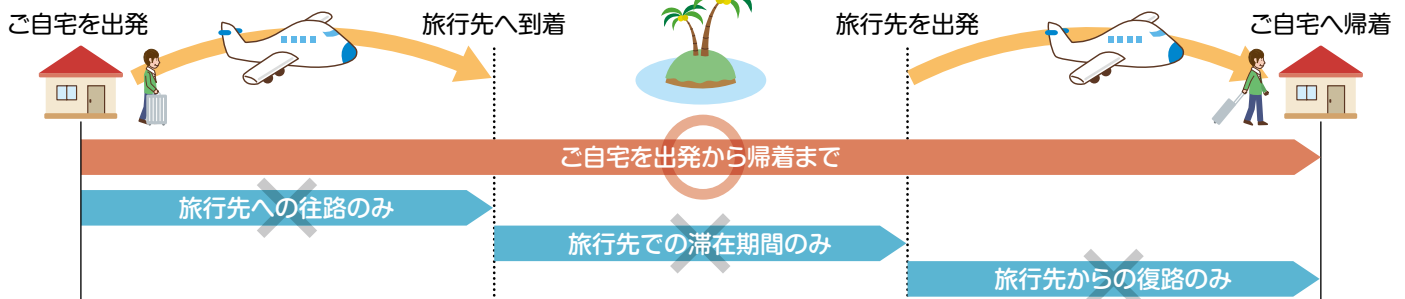 ご自宅を出発
旅行先へ到着
旅行先を出発
ご自宅へ帰着
ご自宅を出発から帰着まで
旅行先への往路のみ
旅行先での滞在期間のみ
旅行先からの復路のみ